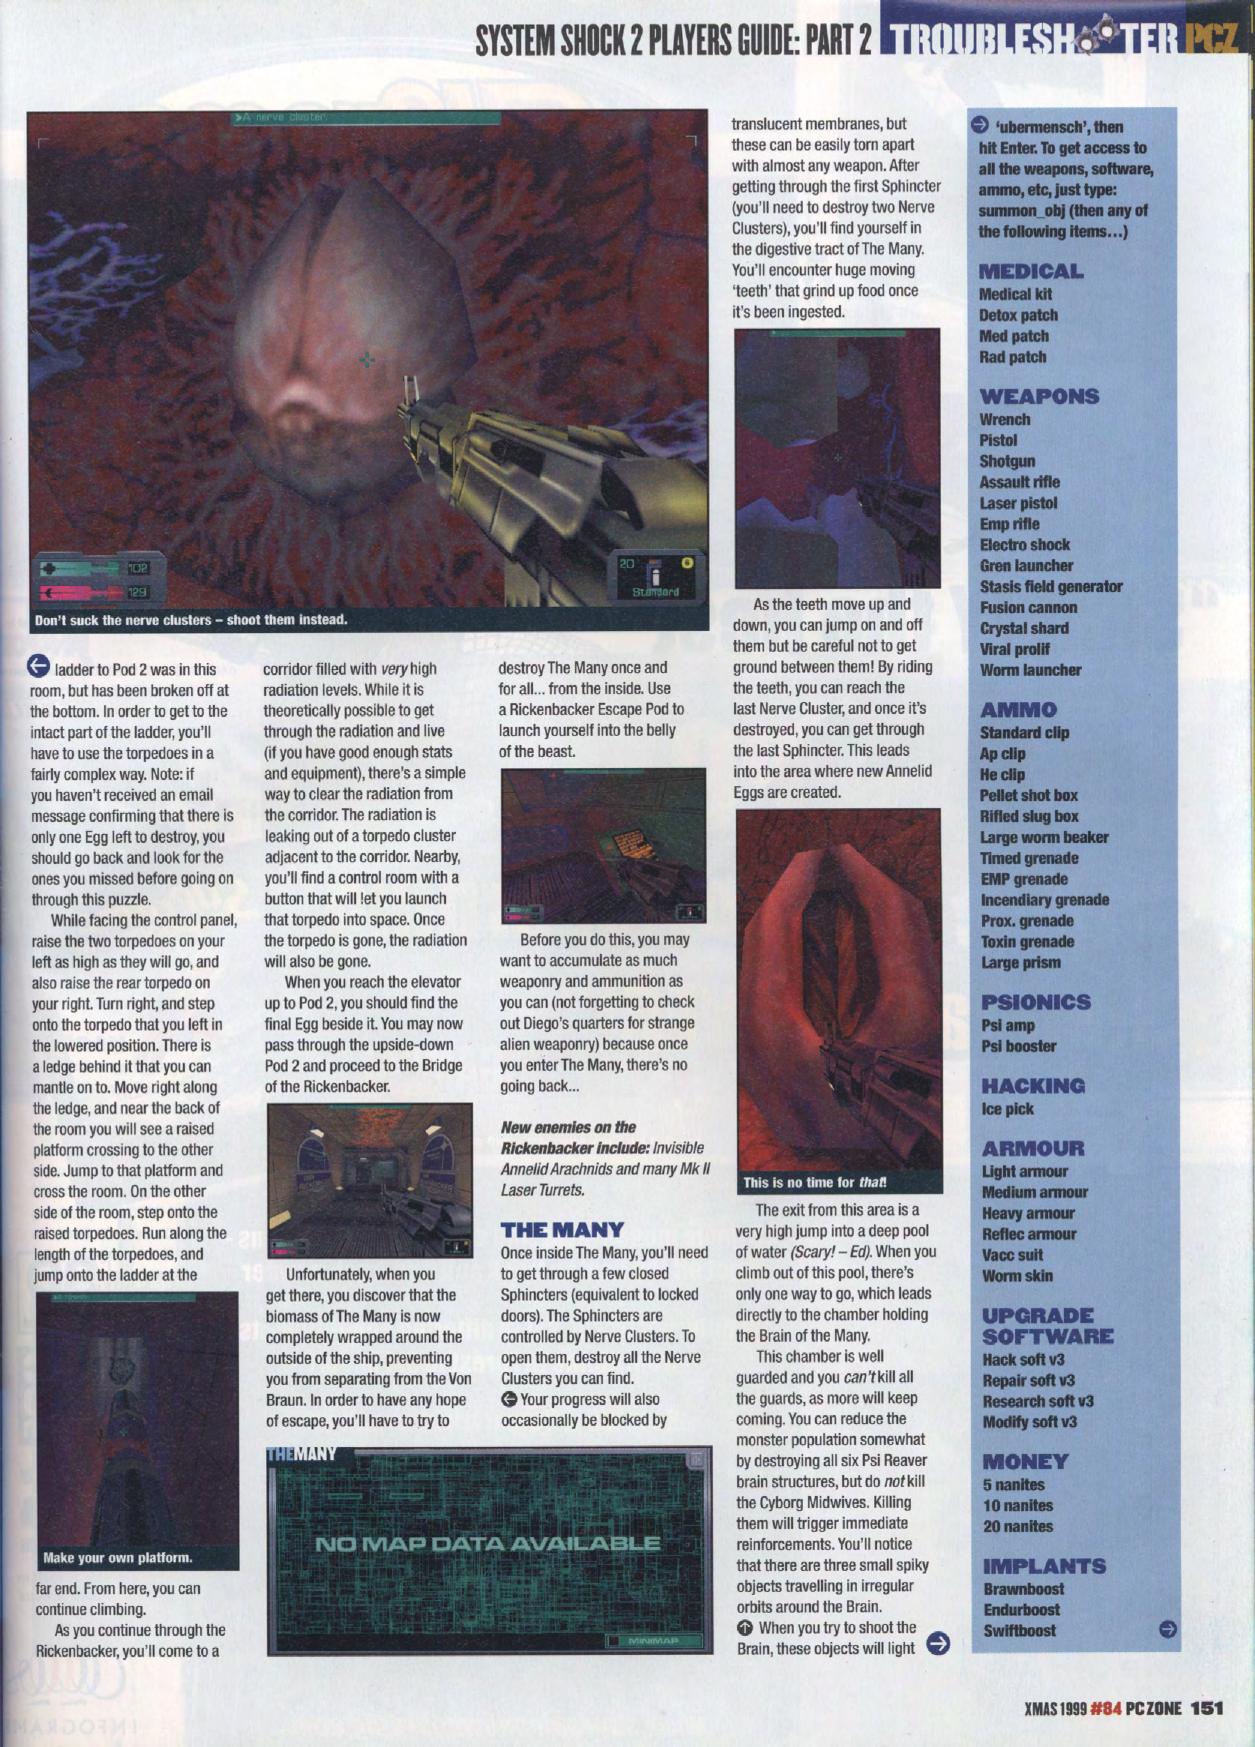 SYSTEM SHOCK 2 PLAYERS GUIDE: PART 2 TROUBLESHOOTER PCZ
>A nerve cluster.
102
129
20
6
Standard
Don't suck the nerve clusters – shoot them instead.
ladder to Pod 2 was in this
room, but has been broken off at
the bottom. In order to get to the
intact part of the ladder, you'll
have to use the torpedoes in a
fairly complex way. Note: if
you haven't received an email
message confirming that there is
only one Egg left to destroy, you
should go back and look for the
ones you missed before going on
through this puzzle.
While facing the control panel,
raise the two torpedoes on your
left as high as they will go, and
also raise the rear torpedo on
your right. Turn right, and step
onto the torpedo that you left in
the lowered position. There is
a ledge behind it that you can
mantle on to. Move right along
the ledge, and near the back of
the room you will see a raised
platform crossing to the other
side. Jump to that platform and
cross the room. On the other
side of the room, step onto the
raised torpedoes. Run along the
length of the torpedoes, and
jump onto the ladder at the
Make your own platform.
far end. From here, you can
continue climbing.
As you continue through the
Rickenbacker, you'll come to a
corridor filled with very high
radiation levels. While it is
theoretically possible to get
through the radiation and live
(if you have good enough stats
and equipment), there's a simple
way to clear the radiation from
the corridor. The radiation is
leaking out of a torpedo cluster
adjacent to the corridor. Nearby,
you'll find a control room with a
button that will let you launch
that torpedo into space. Once
the torpedo is gone, the radiation
will also be gone.
When you reach the elevator
up to Pod 2, you should find the
final Egg beside it. You may now
pass through the upside-down
Pod 2 and proceed to the Bridge
of the Rickenbacker.
Unfortunately, when you
get there, you discover that the
biomass of The Many is now
completely wrapped around the
outside of the ship, preventing
you from separating from the Von
Braun. In order to have any hope
of escape, you'll have to try to
destroy The Many once and
for all... from the inside. Use
a Rickenbacker Escape Pod to
launch yourself into the belly
of the beast.
Before you do this, you may
want to accumulate as much
weaponry and ammunition as
you can (not forgetting to check
out Diego's quarters for strange
alien weaponry) because once
you enter The Many, there's no
going back...
New enemies on the
Rickenbacker include: Invisible
Annelid Arachnids and many Mk II
Laser Turrets.
THE MANY
Once inside The Many, you'll need
to get through a few closed
Sphincters (equivalent to locked
doors). The Sphincters are
controlled by Nerve Clusters. To
open them, destroy all the Nerve
Clusters you can find.
Your progress will also
occasionally be blocked by
THEMANY
NO MAP DATA AVAILABLE
MINIMAP
translucent membranes, but
these can be easily torn apart
with almost any weapon. After
getting through the first Sphincter
(you'll need to destroy two Nerve
Clusters), you'll find yourself in
the digestive tract of The Many.
You'll encounter huge moving
'teeth' that grind up food once
it's been ingested.
As the teeth move up and
down, you can jump on and off
them but be careful not to get
ground between them! By riding
the teeth, you can reach the
last Nerve Cluster, and once it's
destroyed, you can get through
the last Sphincter. This leads
into the area where new Annelid
Eggs are created.
This is no time for that!
The exit from this area is a
very high jump into a deep pool
of water (Scary! – Ed). When you
climb out of this pool, there's
only one way to go, which leads
directly to the chamber holding
the Brain of the Many.
This chamber is well
guarded and you can't kill all
the guards, as more will keep
coming. You can reduce the
monster population somewhat
by destroying all six Psi Reaver
brain structures, but do not kill
the Cyborg Midwives. Killing
them will trigger immediate
reinforcements. You'll notice
that there are three small spiky
objects travelling in irregular
orbits around the Brain.
When you try to shoot the
Brain, these objects will light
'ubermensch', then
hit Enter. To get access to
all the weapons, software,
ammo, etc, just type:
summon_obj (then any of
the following items...)
MEDICAL
Medical kit
Detox patch
Med patch
Rad patch
WEAPONS
Wrench
Pistol
Shotgun
Assault rifle
Laser pistol
Emp rifle
Electro shock
Gren launcher
Stasis field generator
Fusion cannon
Crystal shard
Viral prolif
Worm launcher
AMMO
Standard clip
Ap clip
He clip
Pellet shot box
Rifled slug box
Large worm beaker
Timed grenade
EMP grenade
Incendiary grenade
Prox. grenade
Toxin grenade
Large prism
PSIONICS
Psi amp
Psi booster
HACKING
Ice pick
ARMOUR
Light armour
Medium armour
Heavy armour
Reflec armour
Vacc suit
Worm skin
UPGRADE
SOFTWARE
Hack soft v3
Repair soft v3
Research soft v3
Modify soft v3
MONEY
5 nanites
10 nanites
20 nanites
IMPLANTS
Brawnboost
Endurboost
Swiftboost
XMAS 1999 #84 PC ZONE 151